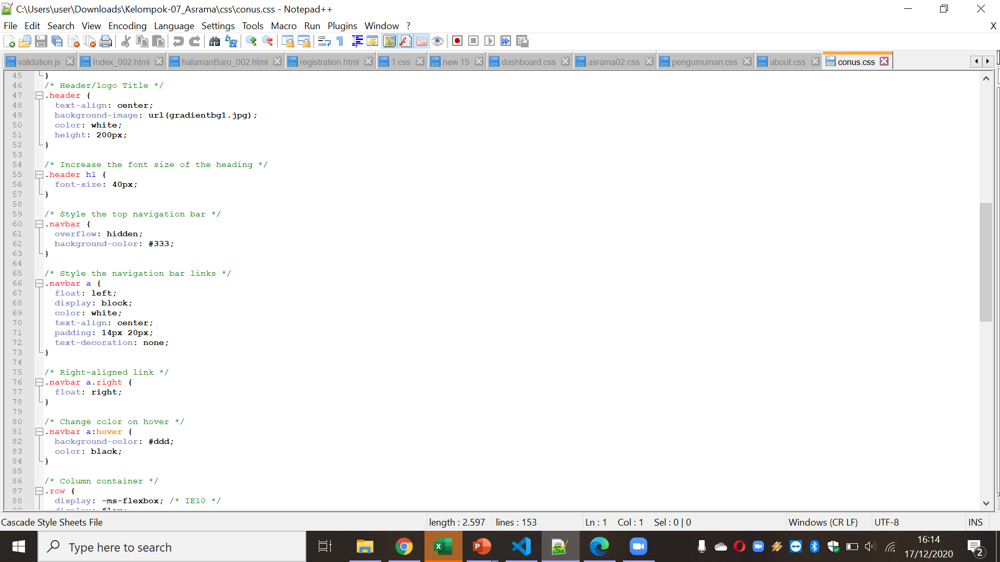 C:\Users\user\Downloads\Kelompok-07_Asrama\css\conus.css - Notepad++
File Edit Search View Encoding Language Settings Tools Macro Run Plugins Window ? X
validation.js Index_002.html halamanBaru_002.html registration.html 1.css new 15 dashboard.css asrama02.css pengumuman.css about.css conus.css
45 }
46 /* Header/logo Title */
47 .header {
48 text-align: center;
49 background-image: url(gradientbg1.jpg);
50 color: white;
51 height: 200px;
52 }
53
54 /* Increase the font size of the heading */
55 .header h1 {
56 font-size: 40px;
57 }
58
59 /* Style the top navigation bar */
60 .navbar {
61 overflow: hidden;
62 background-color: #333;
63 }
64
65 /* Style the navigation bar links */
66 .navbar a {
67 float: left;
68 display: block;
69 color: white;
70 text-align: center;
71 padding: 14px 20px;
72 text-decoration: none;
73 }
74
75 /* Right-aligned link */
76 .navbar a.right {
77 float: right;
78 }
79
80 /* Change color on hover */
81 .navbar a:hover {
82 background-color: #ddd;
83 color: black;
84 }
85
86 /* Column container */
87 .row {
88 display: -ms-flexbox; /* IE10 */
Cascade Style Sheets File length : 2.597 lines : 153 Ln : 1 Col : 1 Sel : 0 | 0 Windows (CR LF) UTF-8 INS
Type here to search
16:14
17/12/2020
2